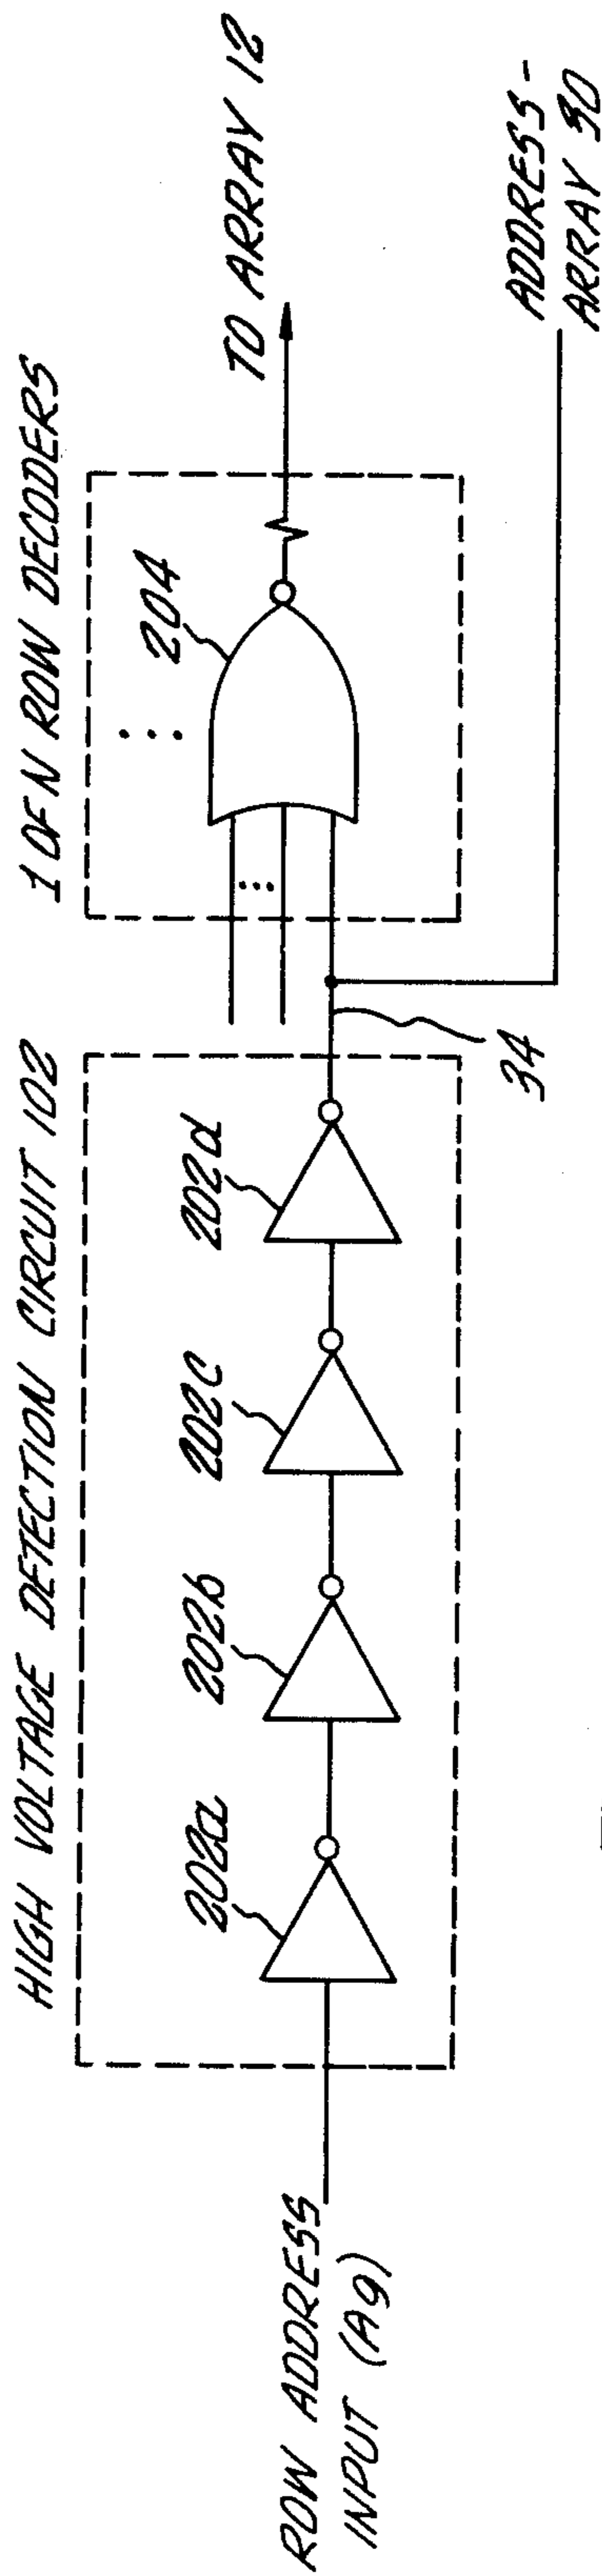 HIGH VOLTAGE DETECTION CIRCUIT 102
1 OF N ROW DECODERS
202a
202b
202c
202d
204
TO ARRAY 12
ROW ADDRESS
INPUT (A9)
34
ADDRESS-
ARRAY 30